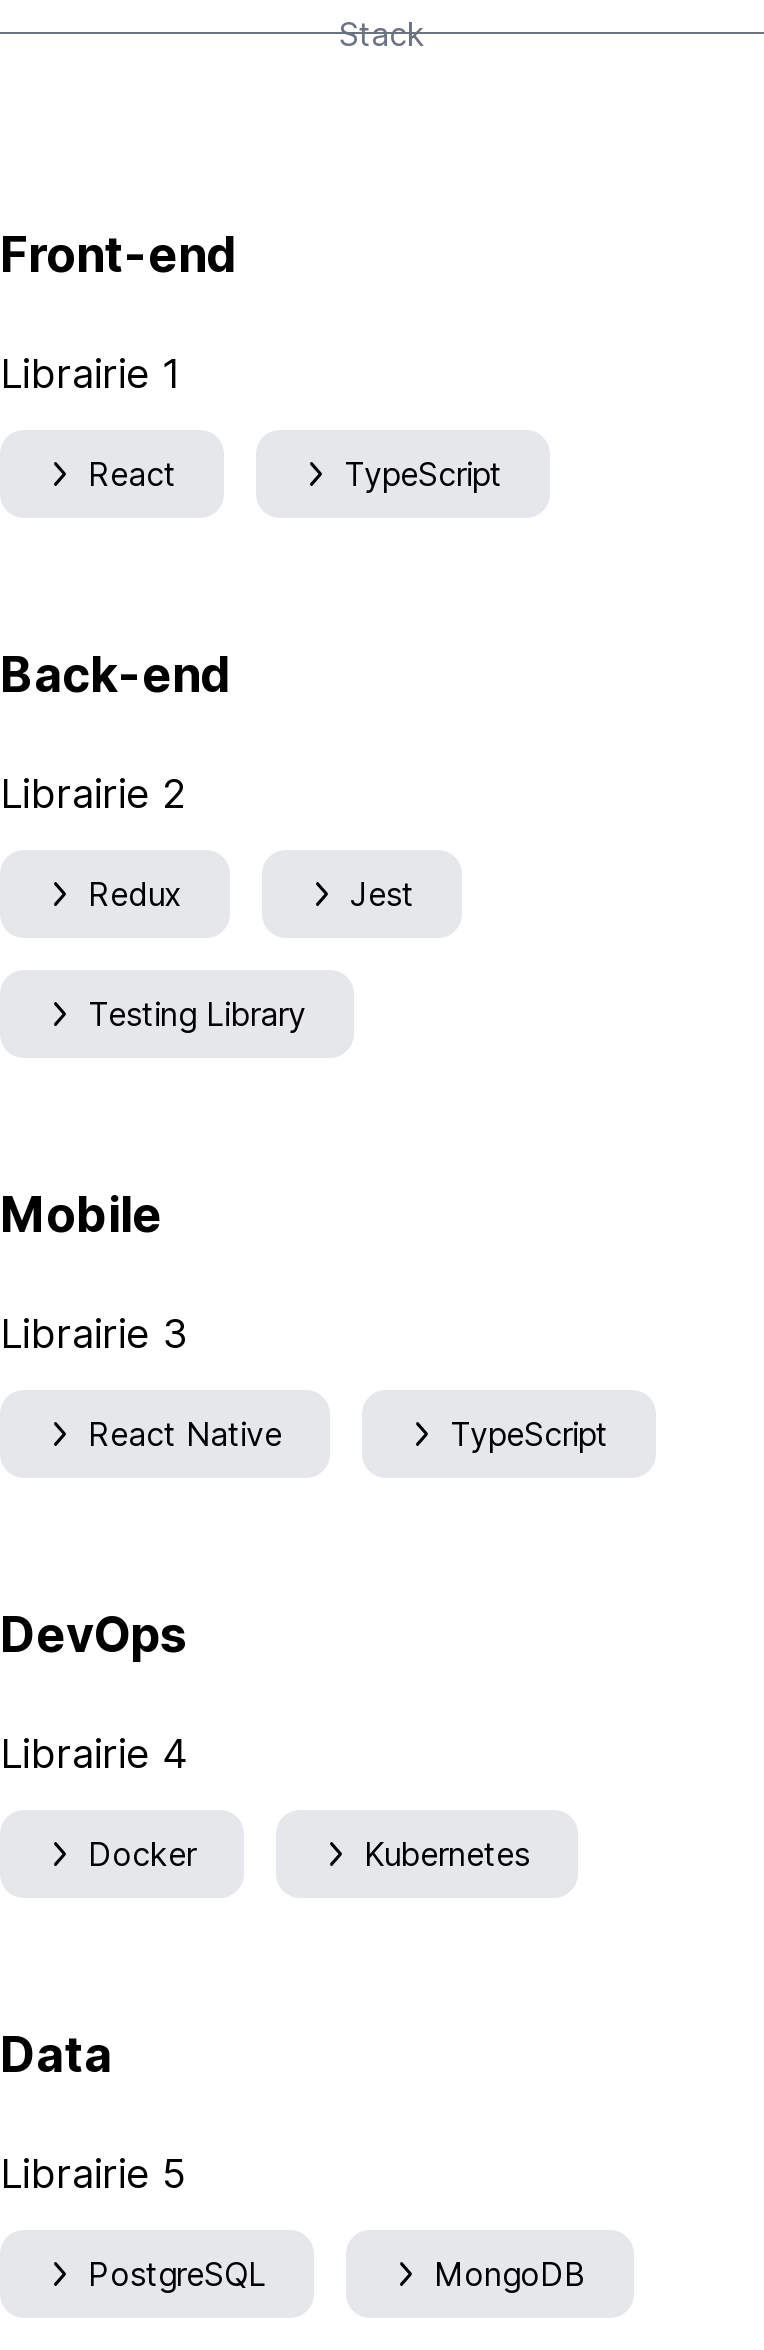 Stack
Front-end
Librairie 1
React TypeScript
Back-end
Librairie 2
Redux Jest
Testing Library
Mobile
Librairie 3
React Native TypeScript
DevOps
Librairie 4
Docker Kubernetes
Data
Librairie 5
PostgreSQL MongoDB